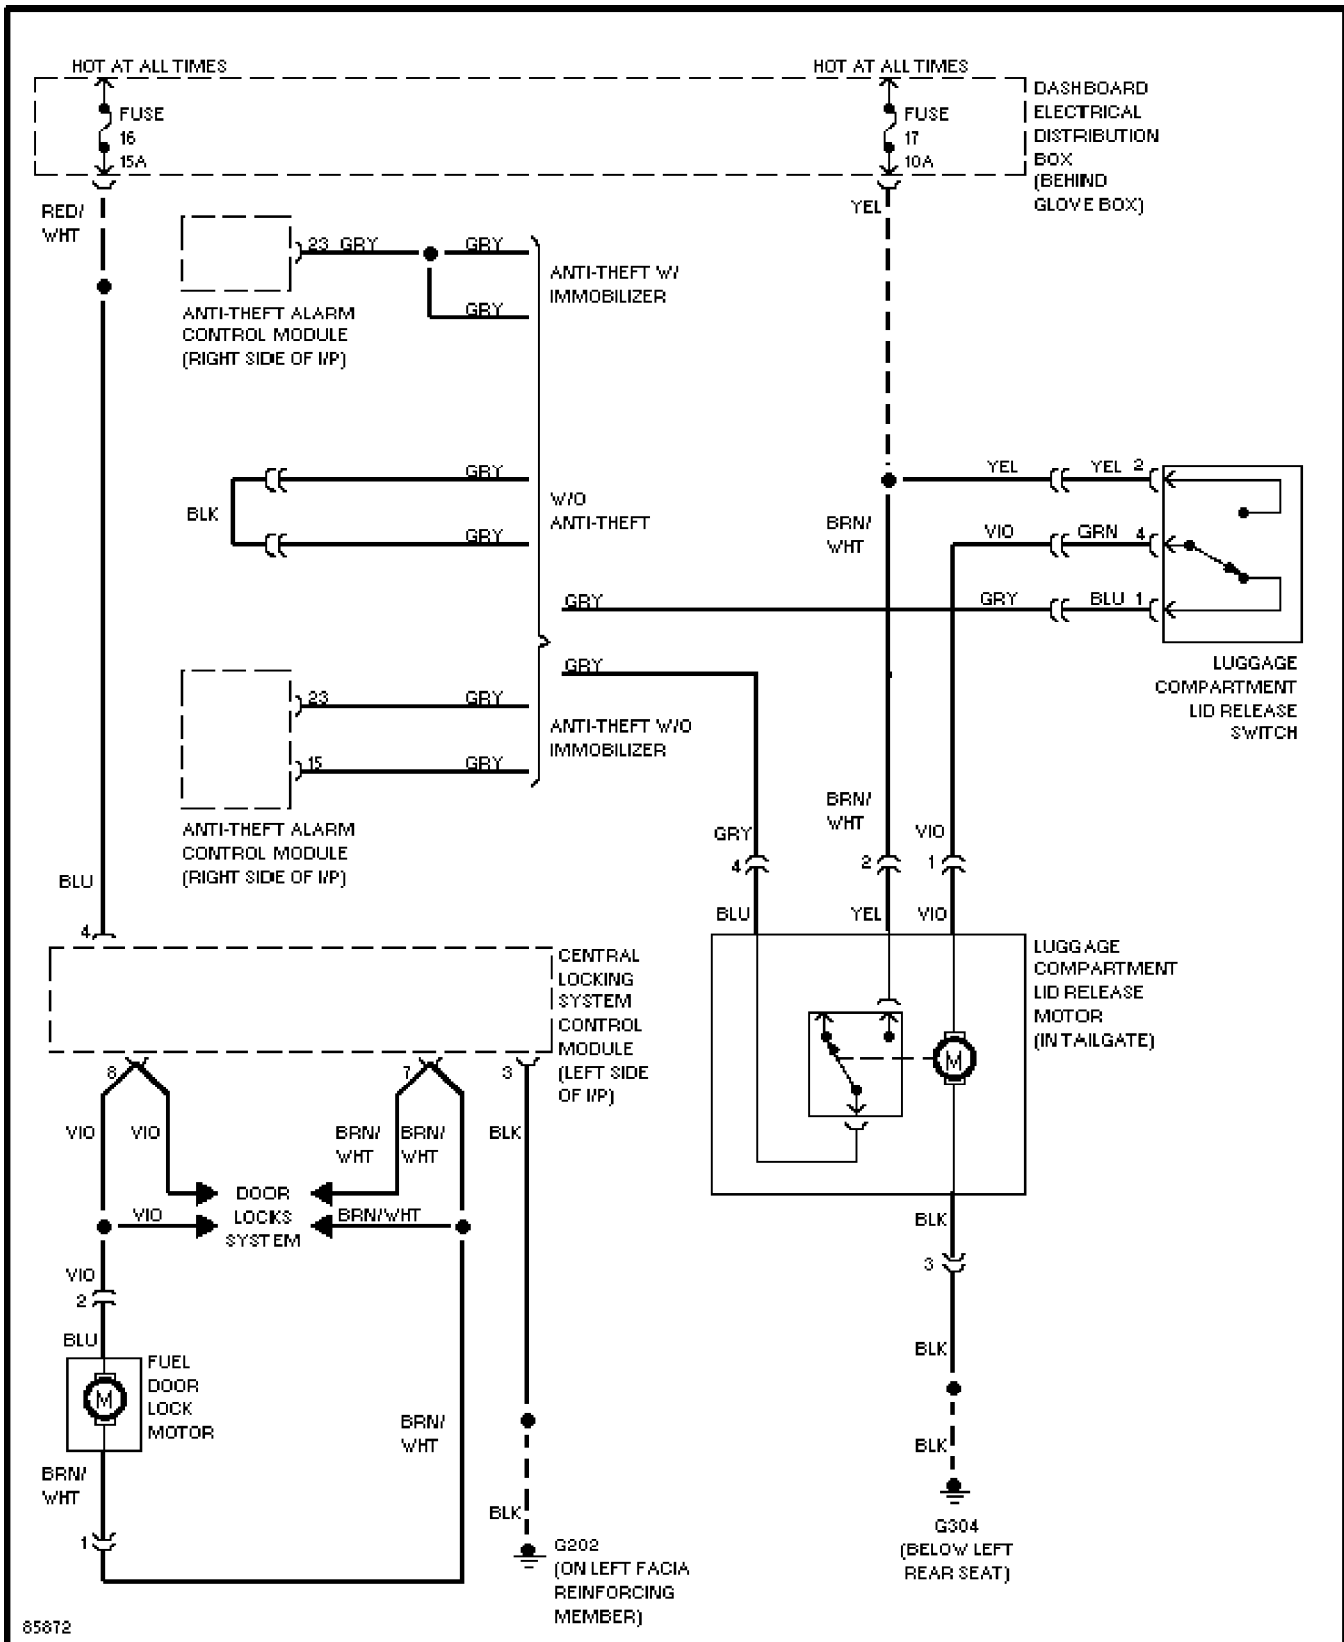 HOT AT ALL TIMES
HOT AT ALL TIMES
FUSE
16
15A
FUSE
17
10A
DASHBOARD
ELECTRICAL
DISTRIBUTION
BOX
(BEHIND
GLOVE BOX)
RED/
WHT
YEL
23 GRY
GRY
GRY
ANTI-THEFT W/
IMMOBILIZER
ANTI-THEFT ALARM
CONTROL MODULE
(RIGHT SIDE OF I/P)
GRY
BLK
GRY
W/O
ANTI-THEFT
YEL
YEL 2
BRN/
WHT
VIO
GRN 4
GRY
GRY
BLU 1
LUGGAGE
COMPARTMENT
LID RELEASE
SWITCH
GRY
23
GRY
15
GRY
ANTI-THEFT W/O
IMMOBILIZER
ANTI-THEFT ALARM
CONTROL MODULE
(RIGHT SIDE OF I/P)
BRN/
WHT
GRY
VIO
4
2
1
BLU
YEL
VIO
BLU
4
CENTRAL
LOCKING
SYSTEM
CONTROL
MODULE
(LEFT SIDE
OF I/P)
LUGGAGE
COMPARTMENT
LID RELEASE
MOTOR
(IN TAILGATE)
M
8
7
3
VIO
VIO
BRN/
WHT
BRN/
WHT
BLK
DOOR
LOCKS
SYSTEM
VIO
BRN/WHT
BLK
3
VIO
2
BLU
FUEL
DOOR
LOCK
MOTOR
M
BLK
BRN/
WHT
BRN/
WHT
1
BLK
BLK
G202
(ON LEFT FACIA
REINFORCING
MEMBER)
G304
(BELOW LEFT
REAR SEAT)
85872